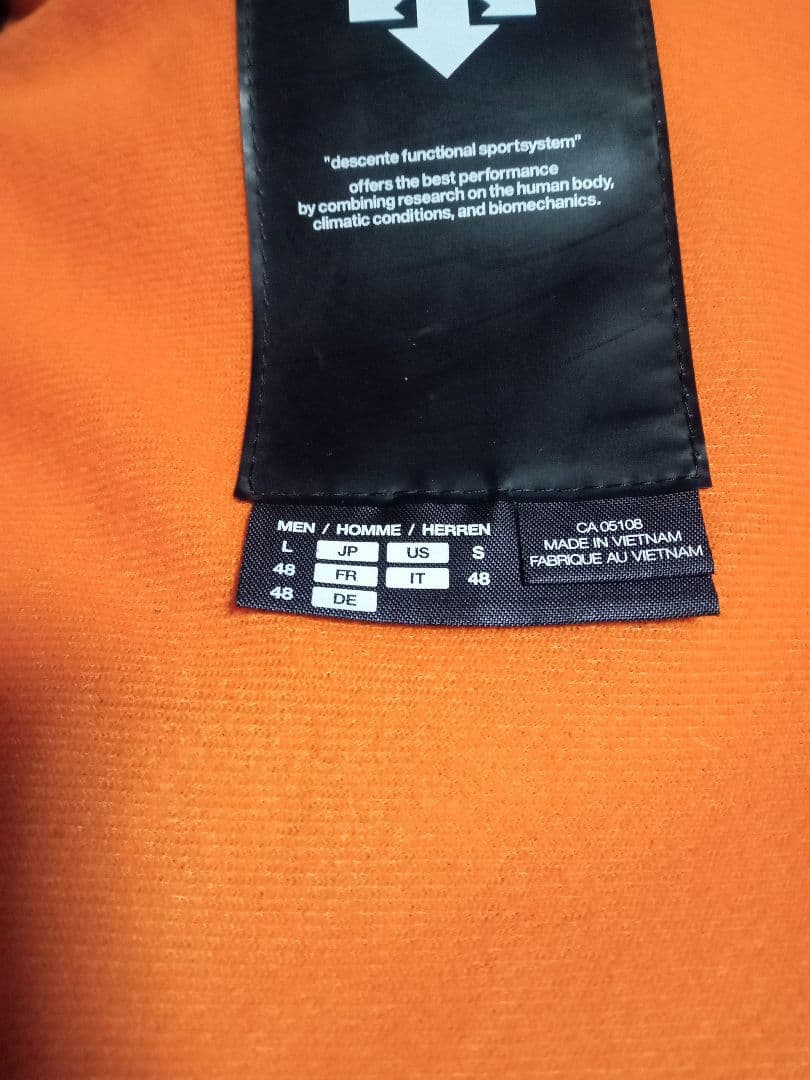 "descente functional sportsystem"
offers the best performance
by combining research on the human body,
climatic conditions, and biomechanics.
MEN / HOMME / HERREN
L JP US S
48 FR IT 48
48 DE
CA 05108
MADE IN VIETNAM
FABRIQUE AU VIETNAM